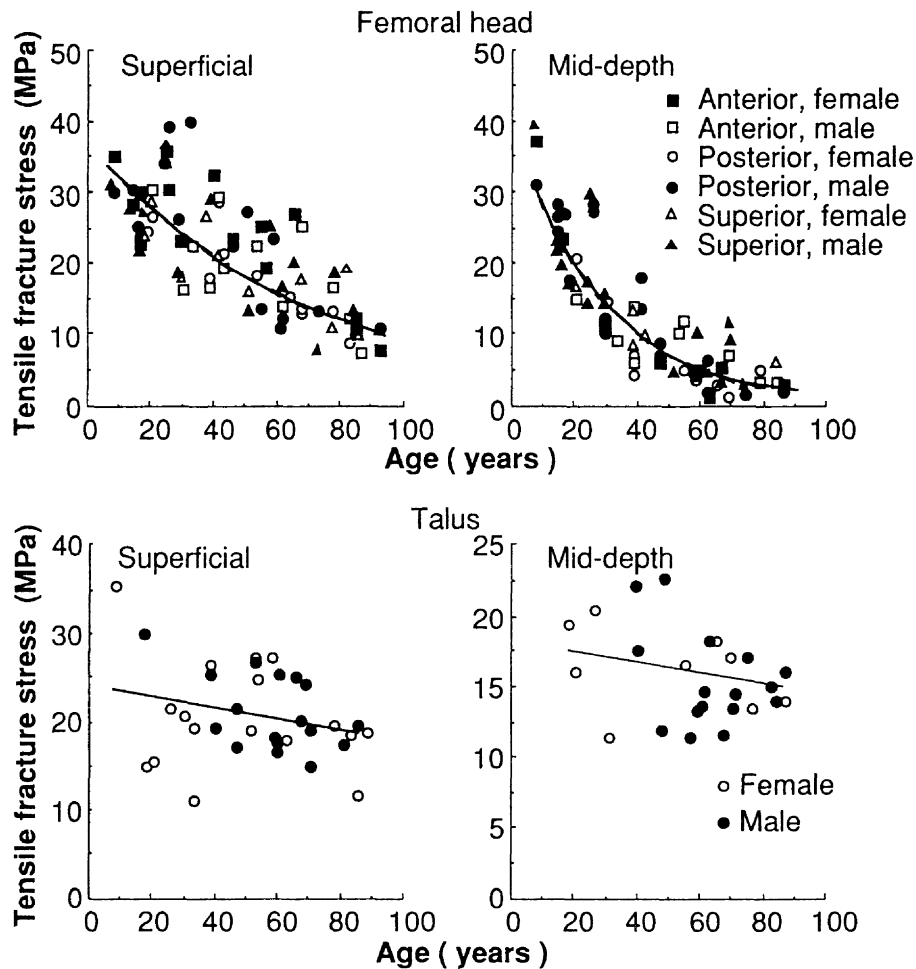 Femoral head
Superficial
Tensile fracture stress (MPa)
50
40
30
20
10
0
0 20 40 60 80 100
Mid-depth
50
40
30
20
10
0
0 20 40 60 80 100
Anterior, female
Anterior, male
Posterior, female
Posterior, male
Superior, female
Superior, male
Age ( years )
Talus
Superficial
Tensile fracture stress (MPa)
40
30
20
10
0
0 20 40 60 80 100
Mid-depth
25
20
15
10
5
0
0 20 40 60 80 100
Female
Male
Age ( years )